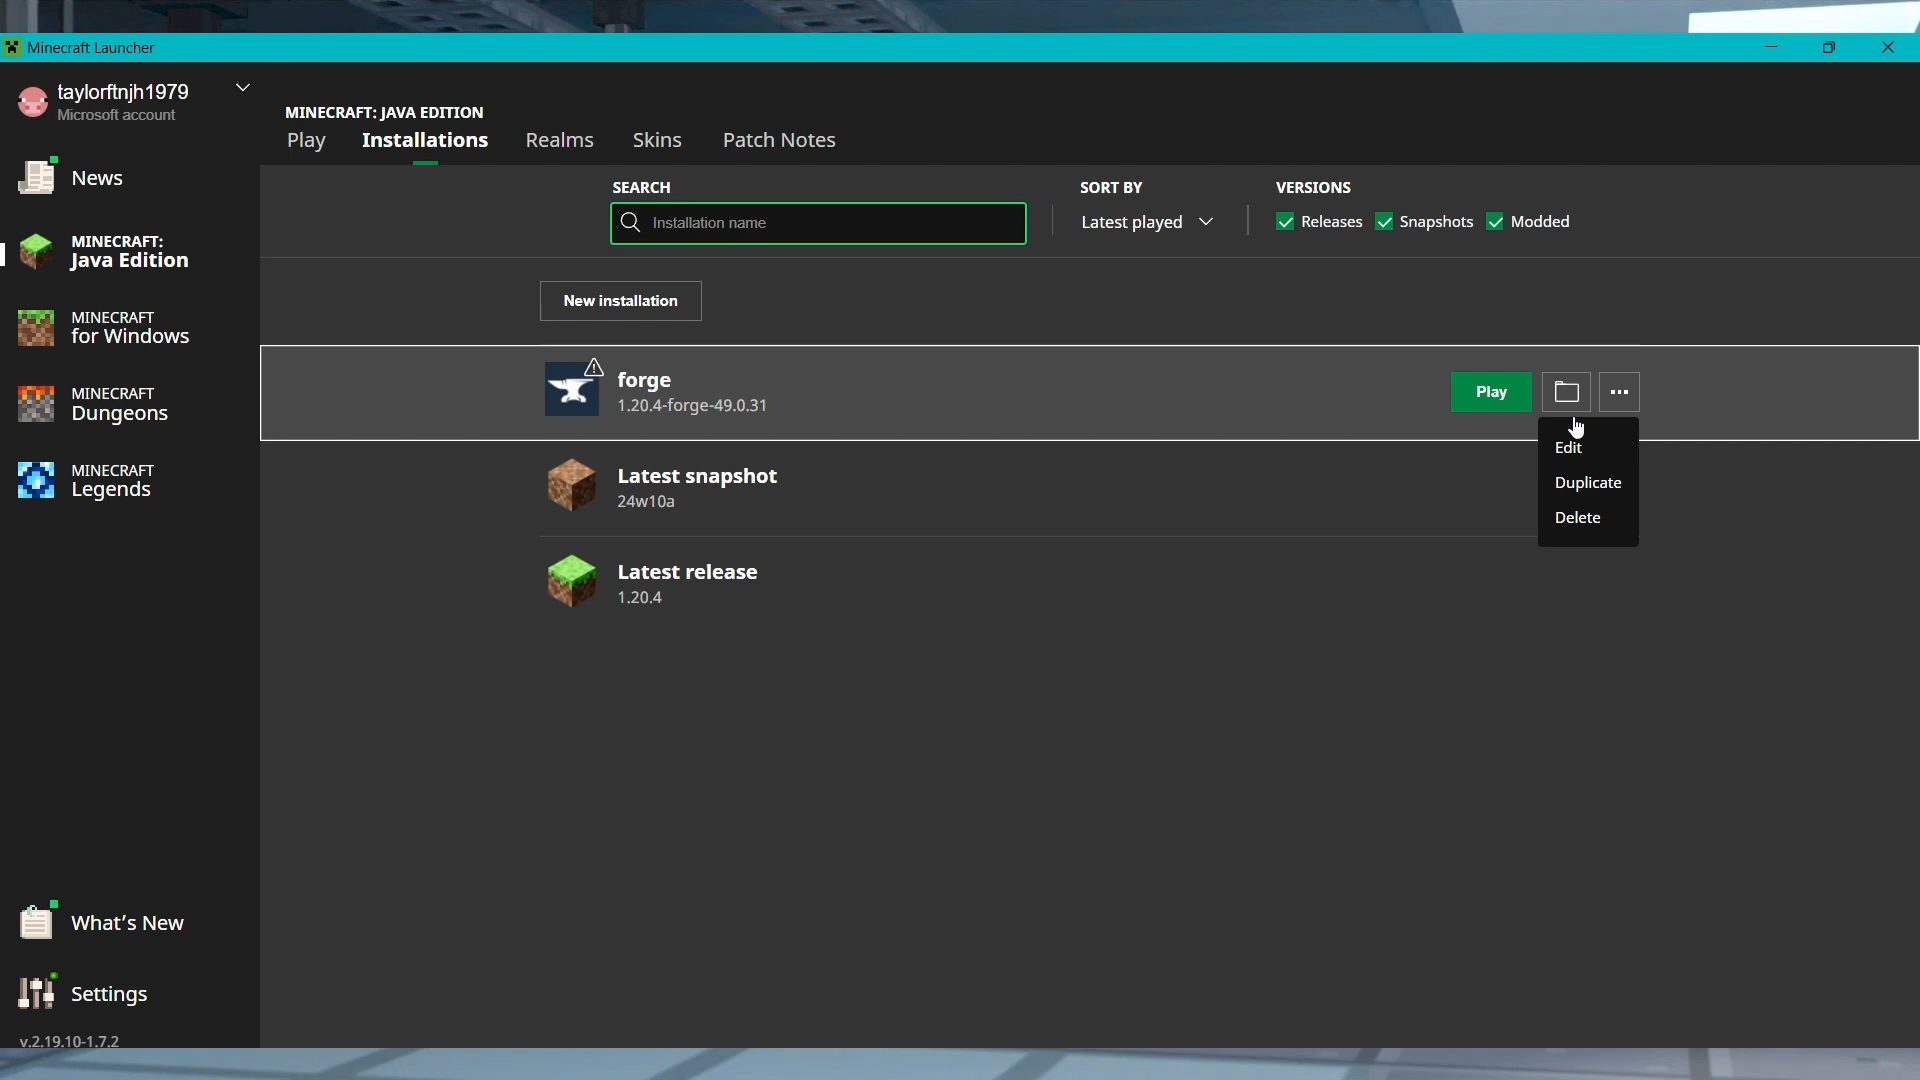 Minecraft Launcher
taylorftnjh1979
Microsoft account
News
MINECRAFT:
Java Edition
MINECRAFT
for Windows
MINECRAFT
Dungeons
MINECRAFT
Legends
What's New
Settings
v.2.19.10-1.7.2
MINECRAFT: JAVA EDITION
Play Installations Realms Skins Patch Notes
SEARCH SORT BY VERSIONS
Installation name Latest played Releases Snapshots Modded
New installation
forge
1.20.4-forge-49.0.31
Play
Edit
Duplicate
Delete
Latest snapshot
24w10a
Latest release
1.20.4